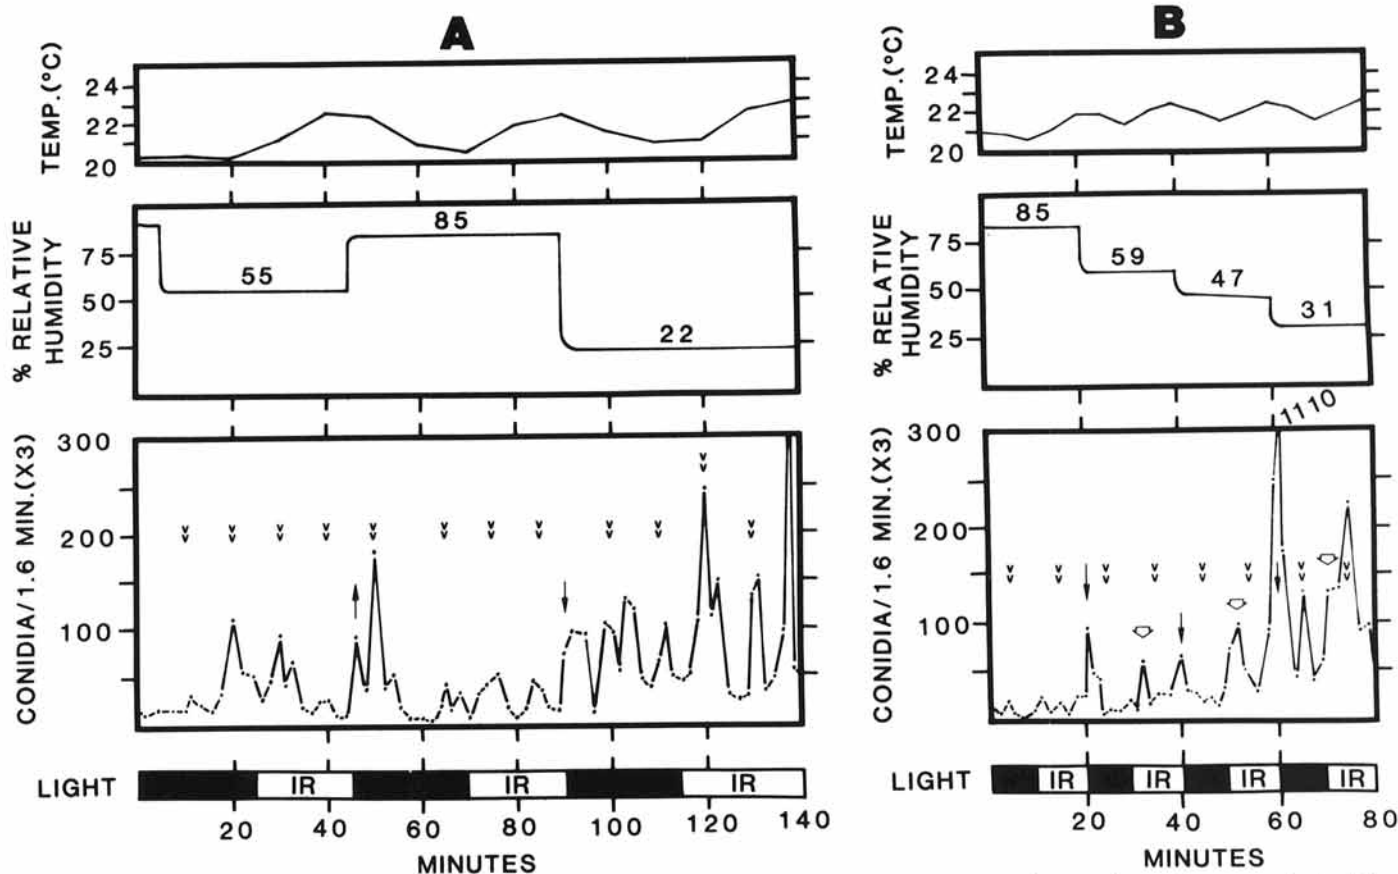 A
TEMP.(°C)
24
22
20
% RELATIVE
HUMIDITY
75
50
25
55
85
22
CONIDIA/1.6 MIN.(X3)
300
200
100
LIGHT
IR
IR
IR
20
40
60
80
100
120
140
MINUTES
B
TEMP.(°C)
24
22
20
% RELATIVE
HUMIDITY
75
50
25
85
59
47
31
CONIDIA/1.6 MIN.(X3)
300
200
100
1110
LIGHT
IR
IR
IR
IR
20
40
60
80
MINUTES